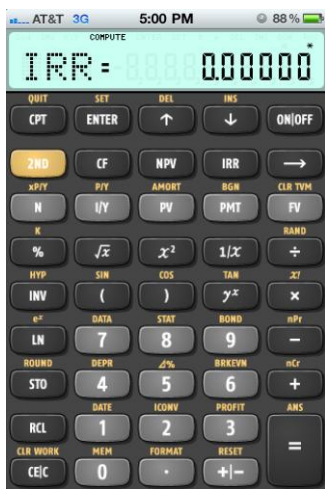 AT&T 3G 5:00 PM 88%
COMPUTE
IRR= 0.00000
QUIT SET DEL INS
CPT ENTER ↑ ↓ ON|OFF
2ND CF NPV IRR →
xP/Y P/Y AMORT BGN CLR TVM
N I/Y PV PMT FV
K RAND
% √x x² 1/x ÷
HYP SIN COS TAN x!
INV ( ) yˣ ×
eˣ DATA STAT BOND nPr
LN 7 8 9 −
ROUND DEPR ⊿% BRKEVN nCr
STO 4 5 6 +
DATE ICONV PROFIT ANS
RCL 1 2 3 =
CLR WORK MEM FORMAT RESET
CE|C 0 . +|−